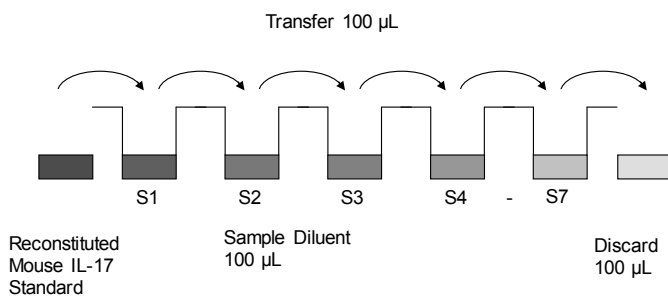 Transfer 100 µL
S1 S2 S3 S4 - S7
Reconstituted
Mouse IL-17
Standard
Sample Diluent
100 µL
Discard
100 µL